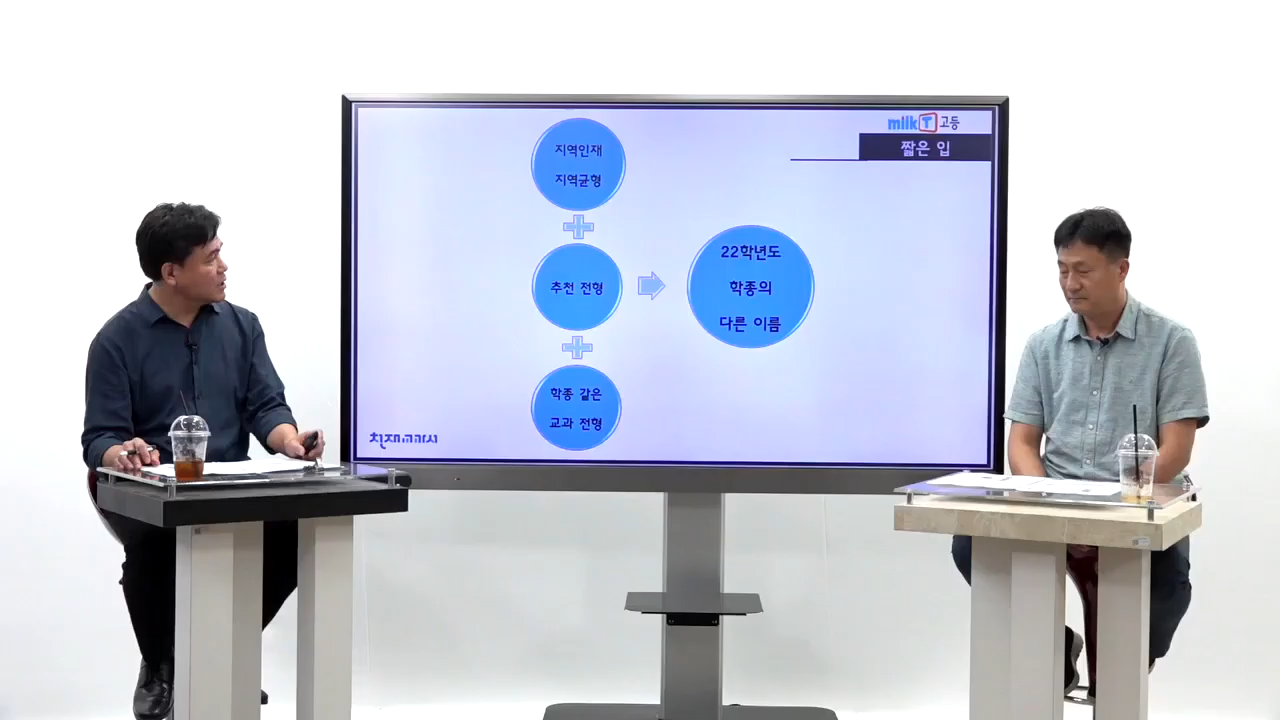 milk T 고등
짧은 입
지역인재
지역균형
추천 전형
학종 같은
교과 전형
22학년도
학종의
다른 이름
천재교과서